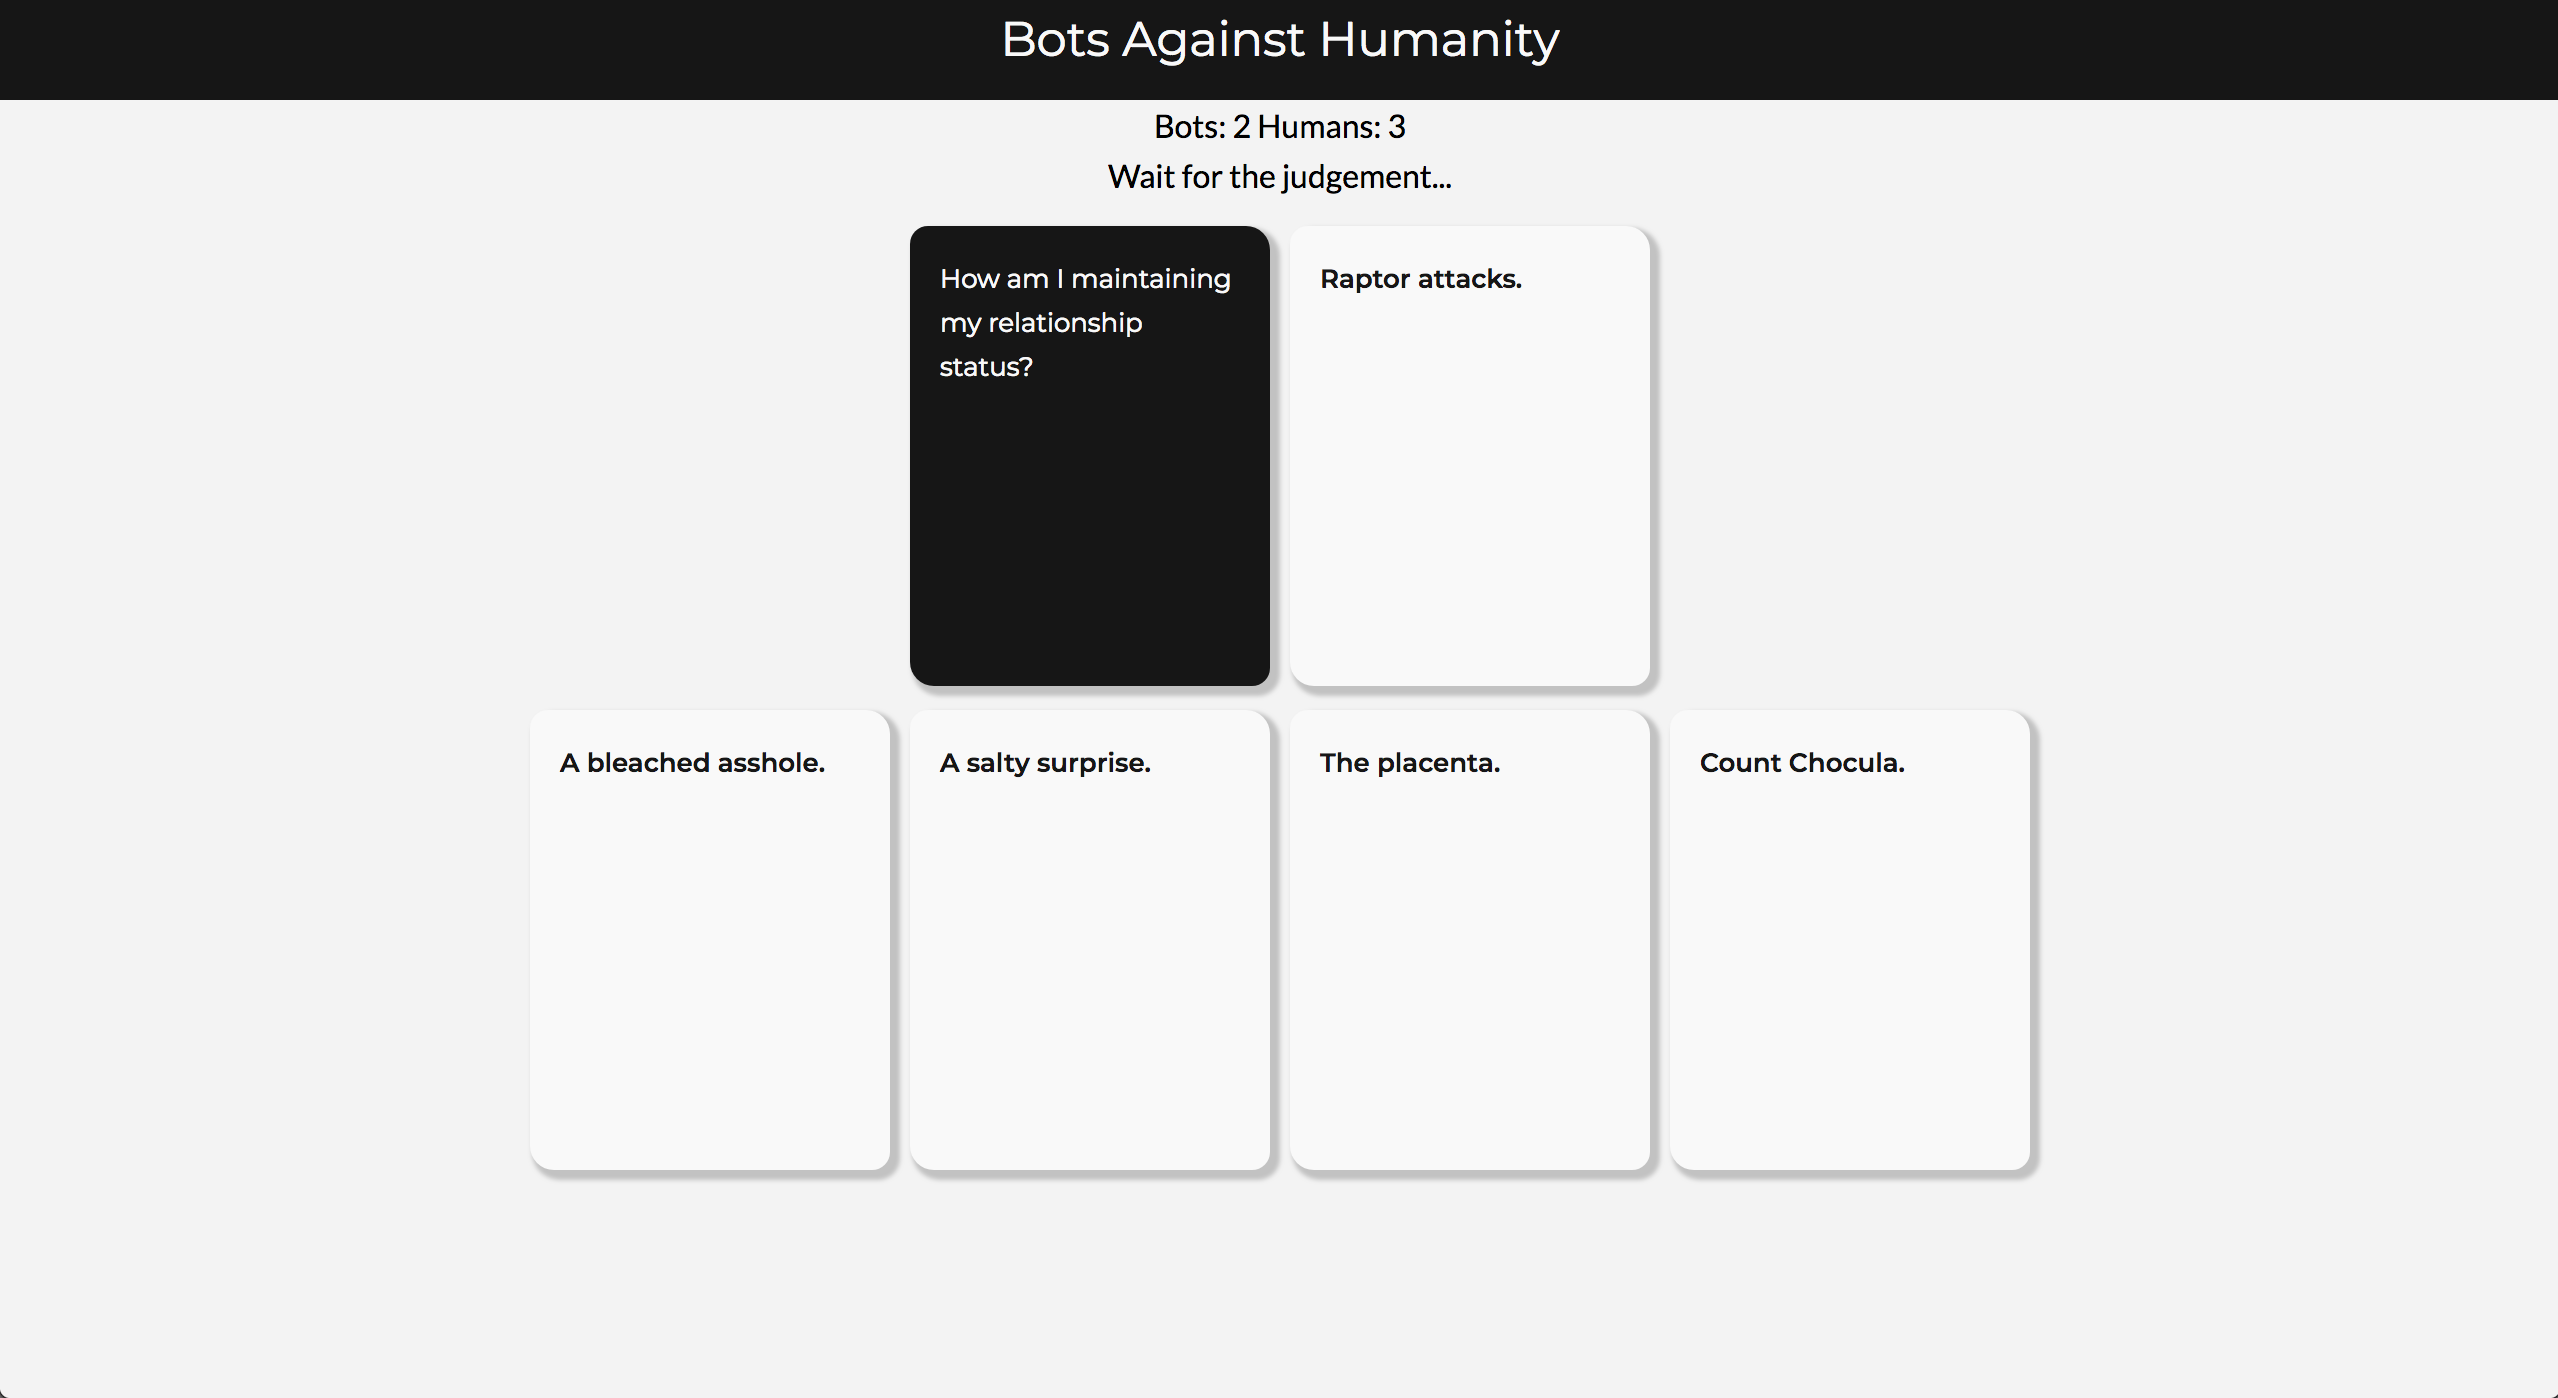 Bots Against Humanity
Bots: 2 Humans: 3
Wait for the judgement...
How am I maintaining
my relationship
status?
Raptor attacks.
A bleached asshole.
A salty surprise.
The placenta.
Count Chocula.